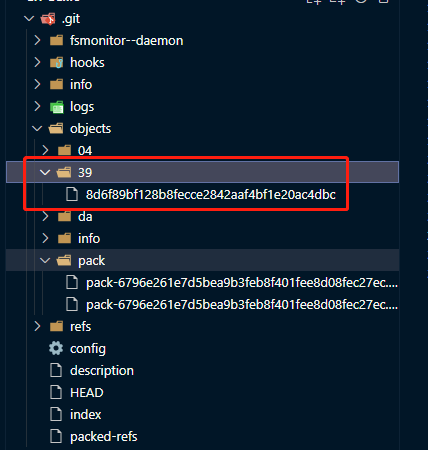 .git
fsmonitor--daemon
hooks
info
logs
objects
04
39
8d6f89bf128b8fecce2842aaf4bf1e20ac4dbc
da
info
pack
pack-6796e261e7d5bea9b3feb8f401fee8d08fec27ec....
pack-6796e261e7d5bea9b3feb8f401fee8d08fec27ec....
refs
config
description
HEAD
index
packed-refs